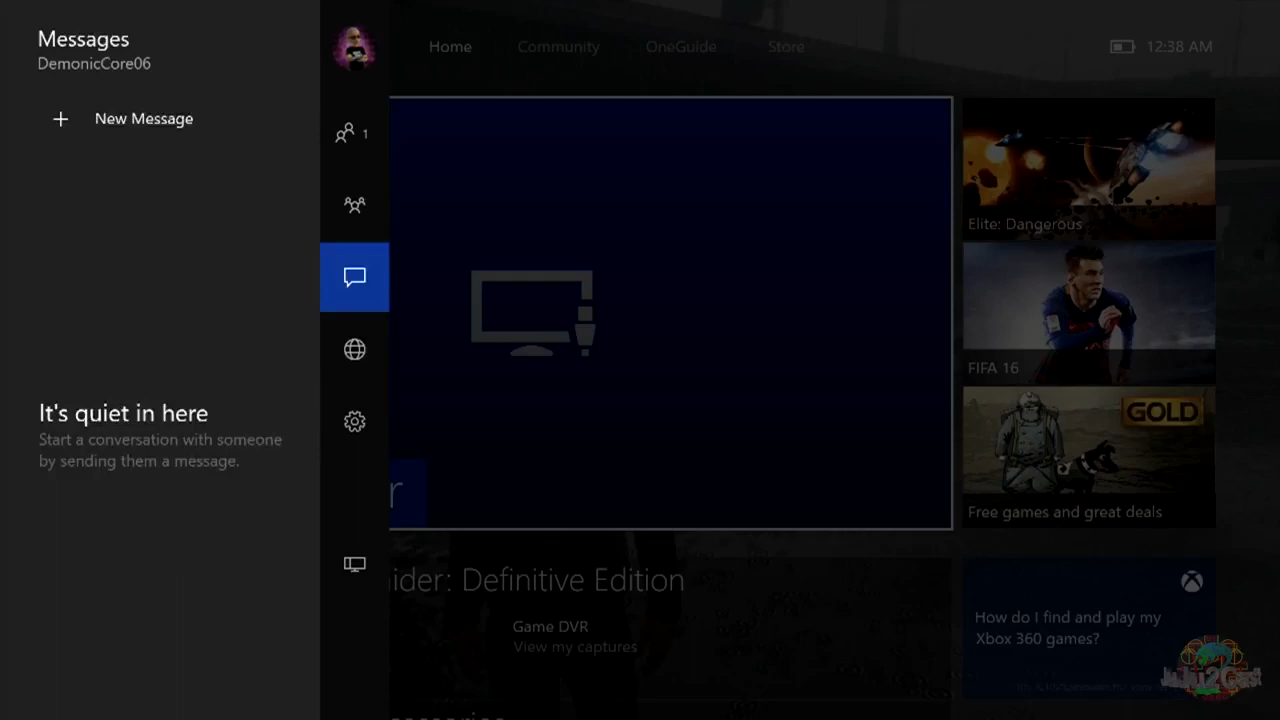 Messages
DemonicCore06
New Message
1
Home
Community
OneGuide
Store
12:38 AM
Elite: Dangerous
FIFA 16
GOLD
Free games and great deals
It's quiet in here
Start a conversation with someone
by sending them a message.
r
ider: Definitive Edition
Game DVR
View my captures
How do I find and play my
Xbox 360 games?